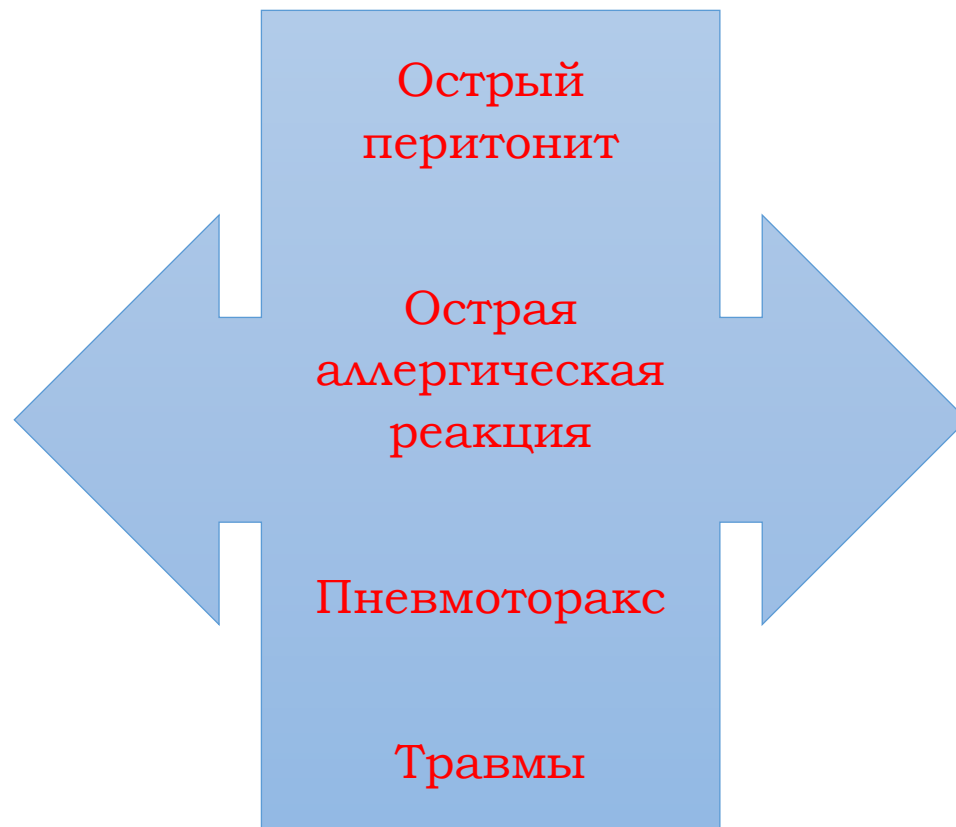 Острый
перитонит
Острая
аллергическая
реакция
Пневмоторакс
Травмы